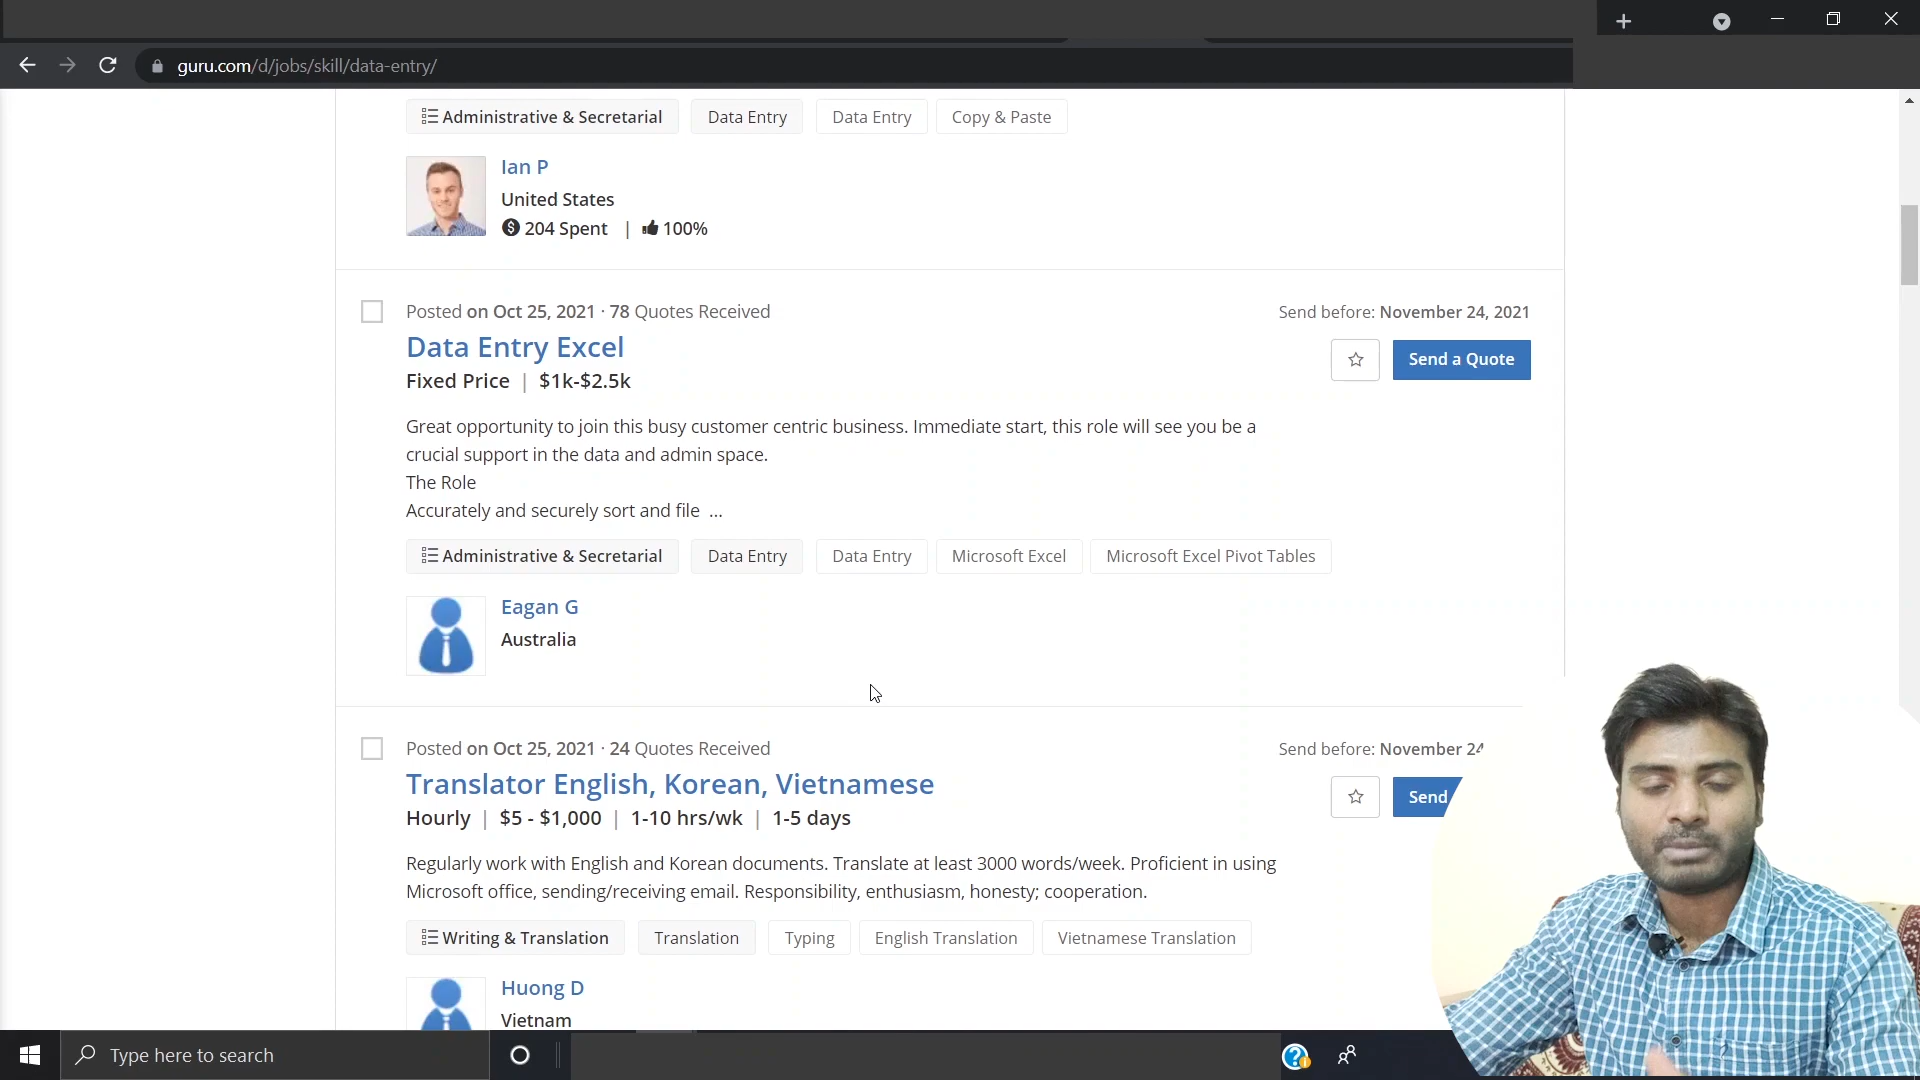 guru.com/d/jobs/skill/data-entry/
Administrative & Secretarial Data Entry Data Entry Copy & Paste
Ian P
United States
204 Spent | 100%
Posted on Oct 25, 2021 · 78 Quotes Received Send before: November 24, 2021
Data Entry Excel
Send a Quote
Fixed Price | $1k-$2.5k
Great opportunity to join this busy customer centric business. Immediate start, this role will see you be a
crucial support in the data and admin space.
The Role
Accurately and securely sort and file ...
Administrative & Secretarial Data Entry Data Entry Microsoft Excel Microsoft Excel Pivot Tables
Eagan G
Australia
Posted on Oct 25, 2021 · 24 Quotes Received Send before: November 24
Translator English, Korean, Vietnamese
Send
Hourly | $5 - $1,000 | 1-10 hrs/wk | 1-5 days
Regularly work with English and Korean documents. Translate at least 3000 words/week. Proficient in using
Microsoft office, sending/receiving email. Responsibility, enthusiasm, honesty; cooperation.
Writing & Translation Translation Typing English Translation Vietnamese Translation
Huong D
Vietnam
Type here to search